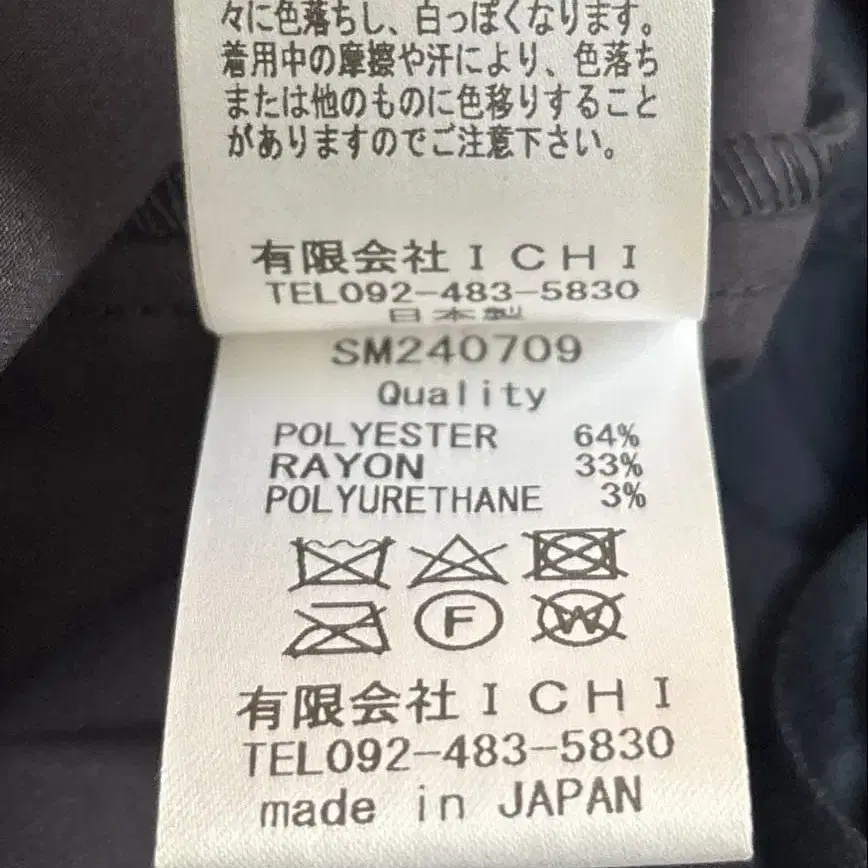 々に色落ちし、白っぽくなります。
着用中の摩擦や汗により、色落ち
または他のものに色移りすること
がありますのでご注意下さい。
有限会社ＩＣＨＩ
TEL092-483-5830
日本製
SM240709
Quality
POLYESTER 64%
RAYON 33%
POLYURETHANE 3%
F
W
有限会社ＩＣＨＩ
TEL092-483-5830
made in JAPAN